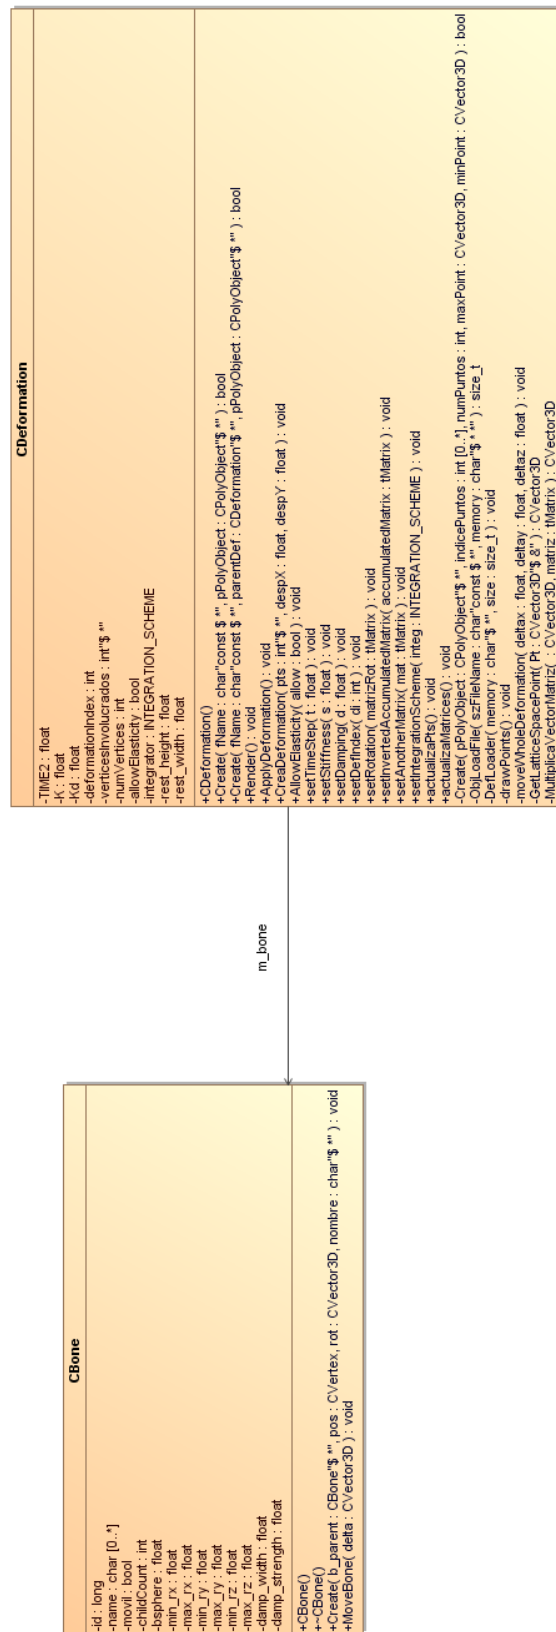 CDeformation
-TIME2 : float
-K : float
-Kd : float
-deformationIndex : int
-verticesInvolucrados : int"$ *"
-numVertices : int
-allowElasticity : bool
-integrator : INTEGRATION_SCHEME
-rest_height : float
-rest_width : float
+CDeformation()
+Create( fName : char"const $ *", pPolyObject : CPolyObject"$ *" ) : bool
+Create( fName : char"const $ *", parentDef : CDeformation"$ *", pPolyObject : CPolyObject"$ *" ) : bool
+Render() : void
+ApplyDeformation() : void
+CreaDeformation( pts : int"$ *", despX : float, despY : float ) : void
+AllowElasticity( allow : bool ) : void
+setTimeStep( t : float ) : void
+setStiffness( s : float ) : void
+setDamping( d : float ) : void
+setDefIndex( di : int ) : void
+setRotation( matrizRot : tMatrix ) : void
+setInvertedAccumulatedMatrix( accumulatedMatrix : tMatrix ) : void
+setAnotherMatrix( mat : tMatrix ) : void
+setIntegrationScheme( integ : INTEGRATION_SCHEME ) : void
+actualizaPts() : void
+actualizaMatrices() : void
-Create( pPolyObject : CPolyObject"$ *", indicePuntos : int [0..*], numPuntos : int, maxPoint : CVector3D, minPoint : CVector3D ) : bool
-ObjLoadFile( szFileName : char"const $ *", memory : char"$ * *" ) : size_t
-DefLoader( memory : char"$ *", size : size_t ) : void
-drawPoints() : void
-moveWholeDeformation( deltax : float, deltay : float, deltaz : float ) : void
-GetLatticeSpacePoint( Pt : CVector3D"$ &" ) : CVector3D
-MultiplicaVectorMatriz( : CVector3D, matriz : tMatrix ) : CVector3D
m_bone
CBone
-id : long
-name : char [0..*]
-movil : bool
-childCount : int
-bsphere : float
-min_rx : float
-max_rx : float
-min_ry : float
-max_ry : float
-min_rz : float
-max_rz : float
-damp_width : float
-damp_strength : float
+CBone()
+~CBone()
+Create( b_parent : CBone"$ *", pos : CVertex, rot : CVector3D, nombre : char"$ *" ) : void
+MoveBone( delta : CVector3D ) : void